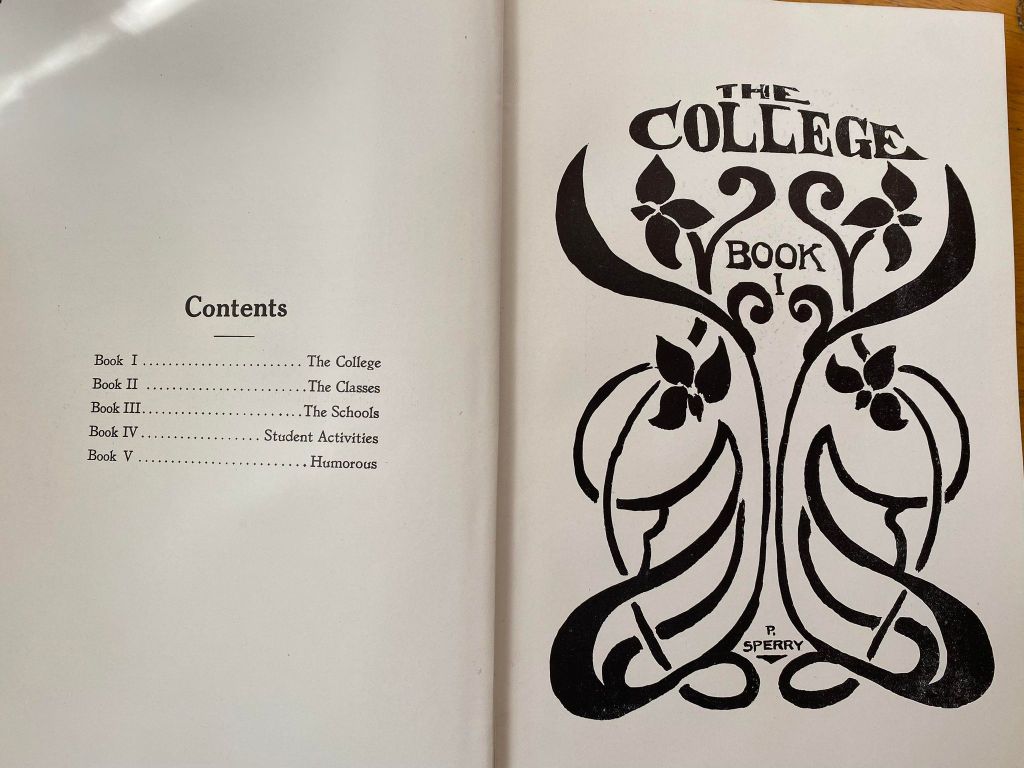 Contents
Book I ....................... The College
Book II ...................... The Classes
Book III....................... The Schools
Book IV................... Student Activities
Book V ........................... Humorous
THE
COLLEGE
BOOK
I
P.
SPERRY